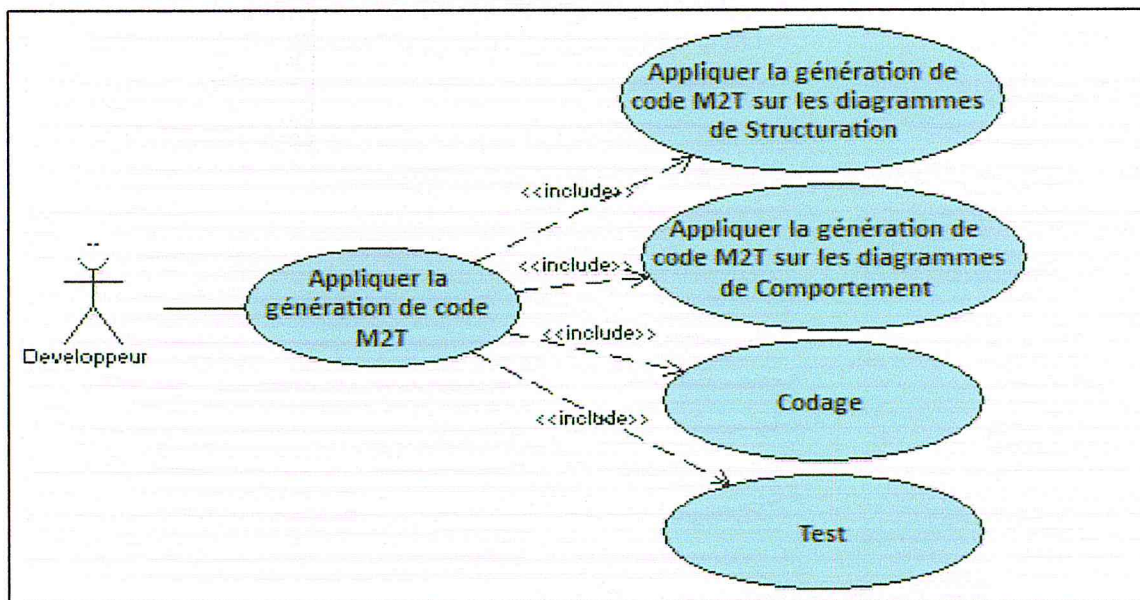 Appliquer la génération de
code M2T sur les diagrammes
de Structuration
<<include>>
Appliquer la génération de
code M2T sur les diagrammes
de Comportement
<<include>>
Appliquer la
génération de code
M2T
Developpeur
<<include>>
Codage
<<include>>
Test